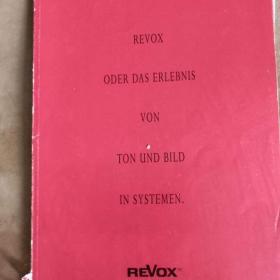 REVOX
ODER DAS ERLEBNIS
VON
TON UND BILD
IN SYSTEMEN.
REVOX